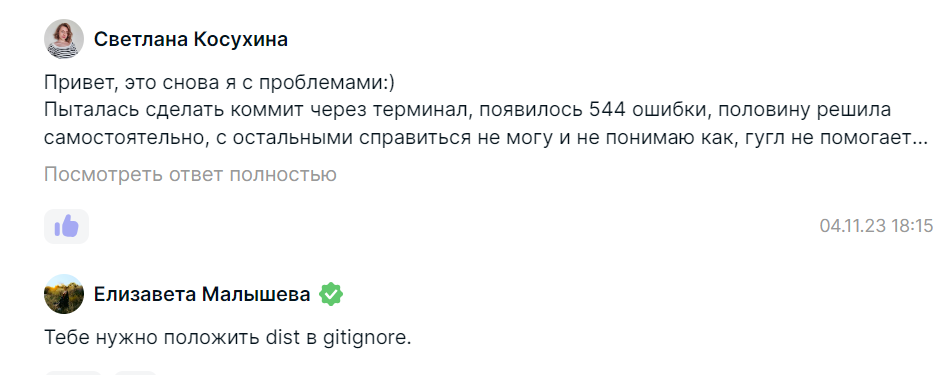 Светлана Косухина
Привет, это снова я с проблемами:)
Пыталась сделать коммит через терминал, появилось 544 ошибки, половину решила
самостоятельно, с остальными справиться не могу и не понимаю как, гугл не помогает...
Посмотреть ответ полностью
04.11.23 18:15
Елизавета Малышева
Тебе нужно положить dist в gitignore.